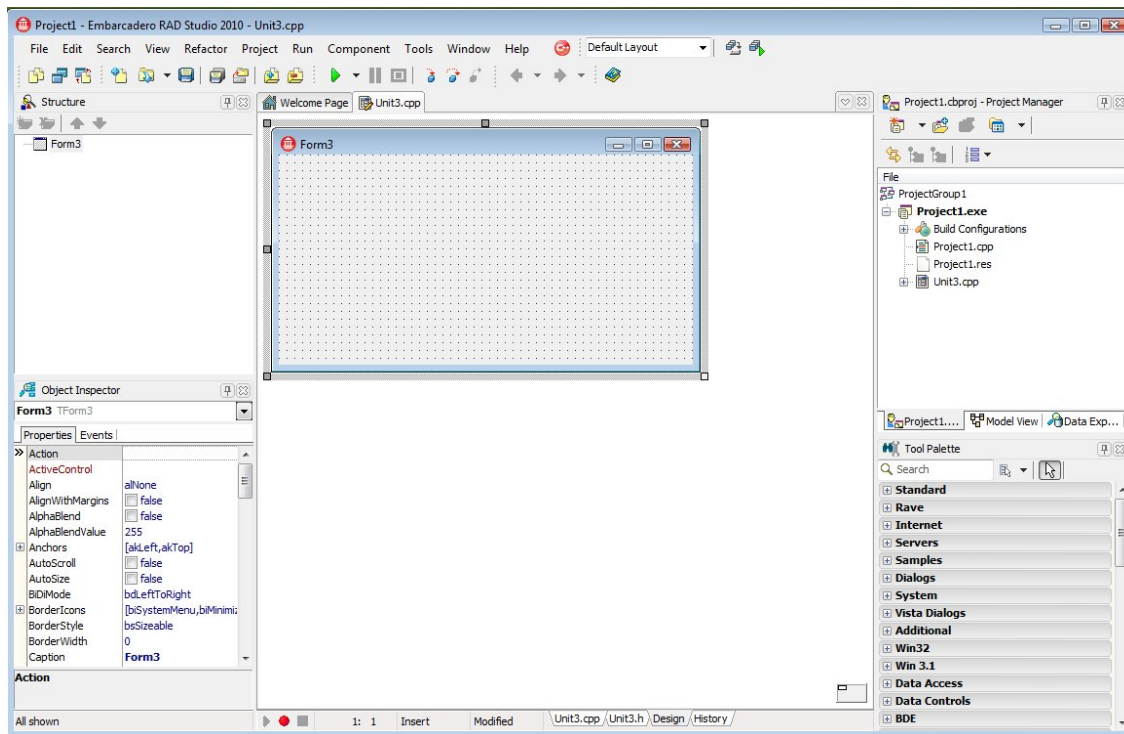 Project1 - Embarcadero RAD Studio 2010 - Unit3.cpp
File Edit Search View Refactor Project Run Component Tools Window Help Default Layout
Structure
Form3
Welcome Page Unit3.cpp
Form3
Project1.cbproj - Project Manager
File
ProjectGroup1
Project1.exe
Build Configurations
Project1.cpp
Project1.res
Unit3.cpp
Project1.... Model View Data Exp...
Object Inspector
Form3 TForm3
Properties Events
Action
ActiveControl
Align alNone
AlignWithMargins false
AlphaBlend false
AlphaBlendValue 255
Anchors [akLeft,akTop]
AutoScroll false
AutoSize false
BiDiMode bdLeftToRight
BorderIcons [biSystemMenu,biMinimiz
BorderStyle bsSizeable
BorderWidth 0
Caption Form3
Action
All shown
Tool Palette
Search
Standard
Rave
Internet
Servers
Samples
Dialogs
System
Vista Dialogs
Additional
Win32
Win 3.1
Data Access
Data Controls
BDE
1: 1 Insert Modified Unit3.cpp Unit3.h Design History